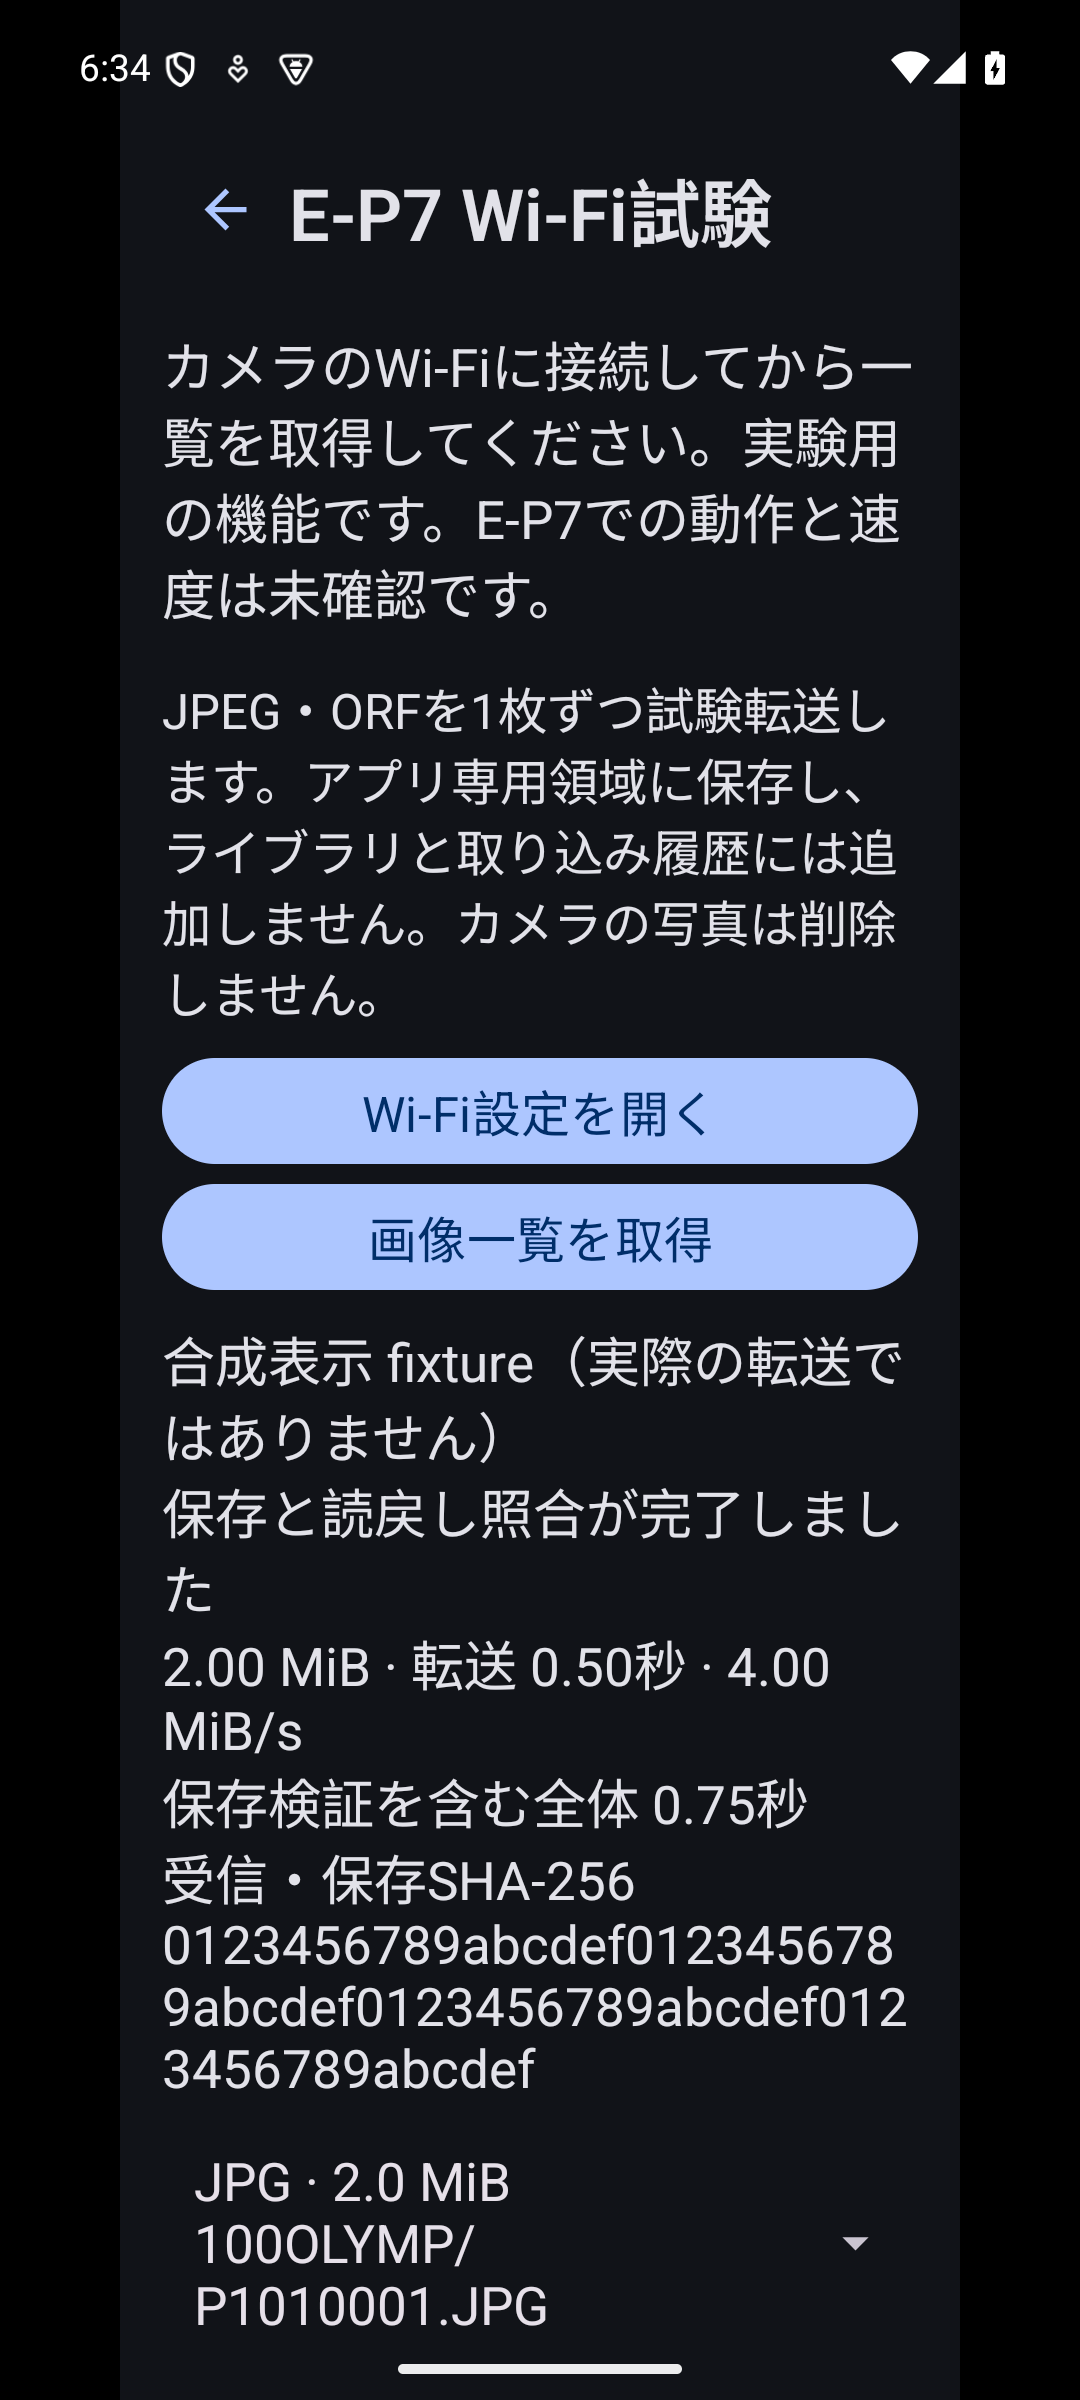 6:34
E-P7 Wi-Fi試験
カメラのWi-Fiに接続してから一
覧を取得してください。実験用
の機能です。E-P7での動作と速
度は未確認です。
JPEG・ORFを1枚ずつ試験転送し
ます。アプリ専用領域に保存し、
ライブラリと取り込み履歴には追
加しません。カメラの写真は削除
しません。
Wi-Fi設定を開く
画像一覧を取得
合成表示 fixture（実際の転送で
はありません）
保存と読戻し照合が完了しまし
た
2.00 MiB · 転送 0.50秒 · 4.00
MiB/s
保存検証を含む全体 0.75秒
受信・保存SHA-256
0123456789abcdef012345678
9abcdef0123456789abcdef012
3456789abcdef
JPG · 2.0 MiB
100OLYMP/
P1010001.JPG